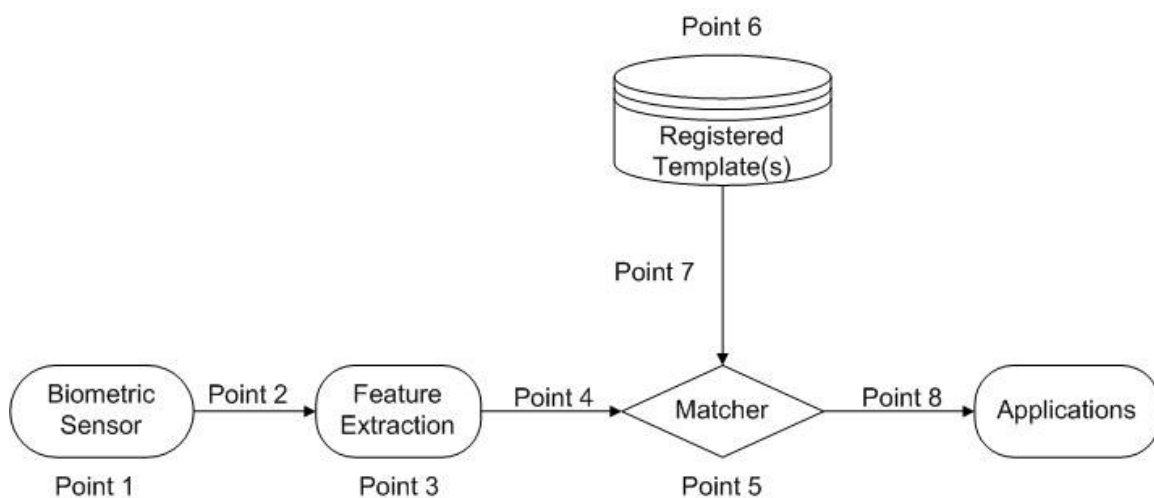 Point 6
Registered
Template(s)
Point 7
Biometric
Sensor
Point 2
Feature
Extraction
Point 4
Matcher
Point 8
Applications
Point 1
Point 3
Point 5